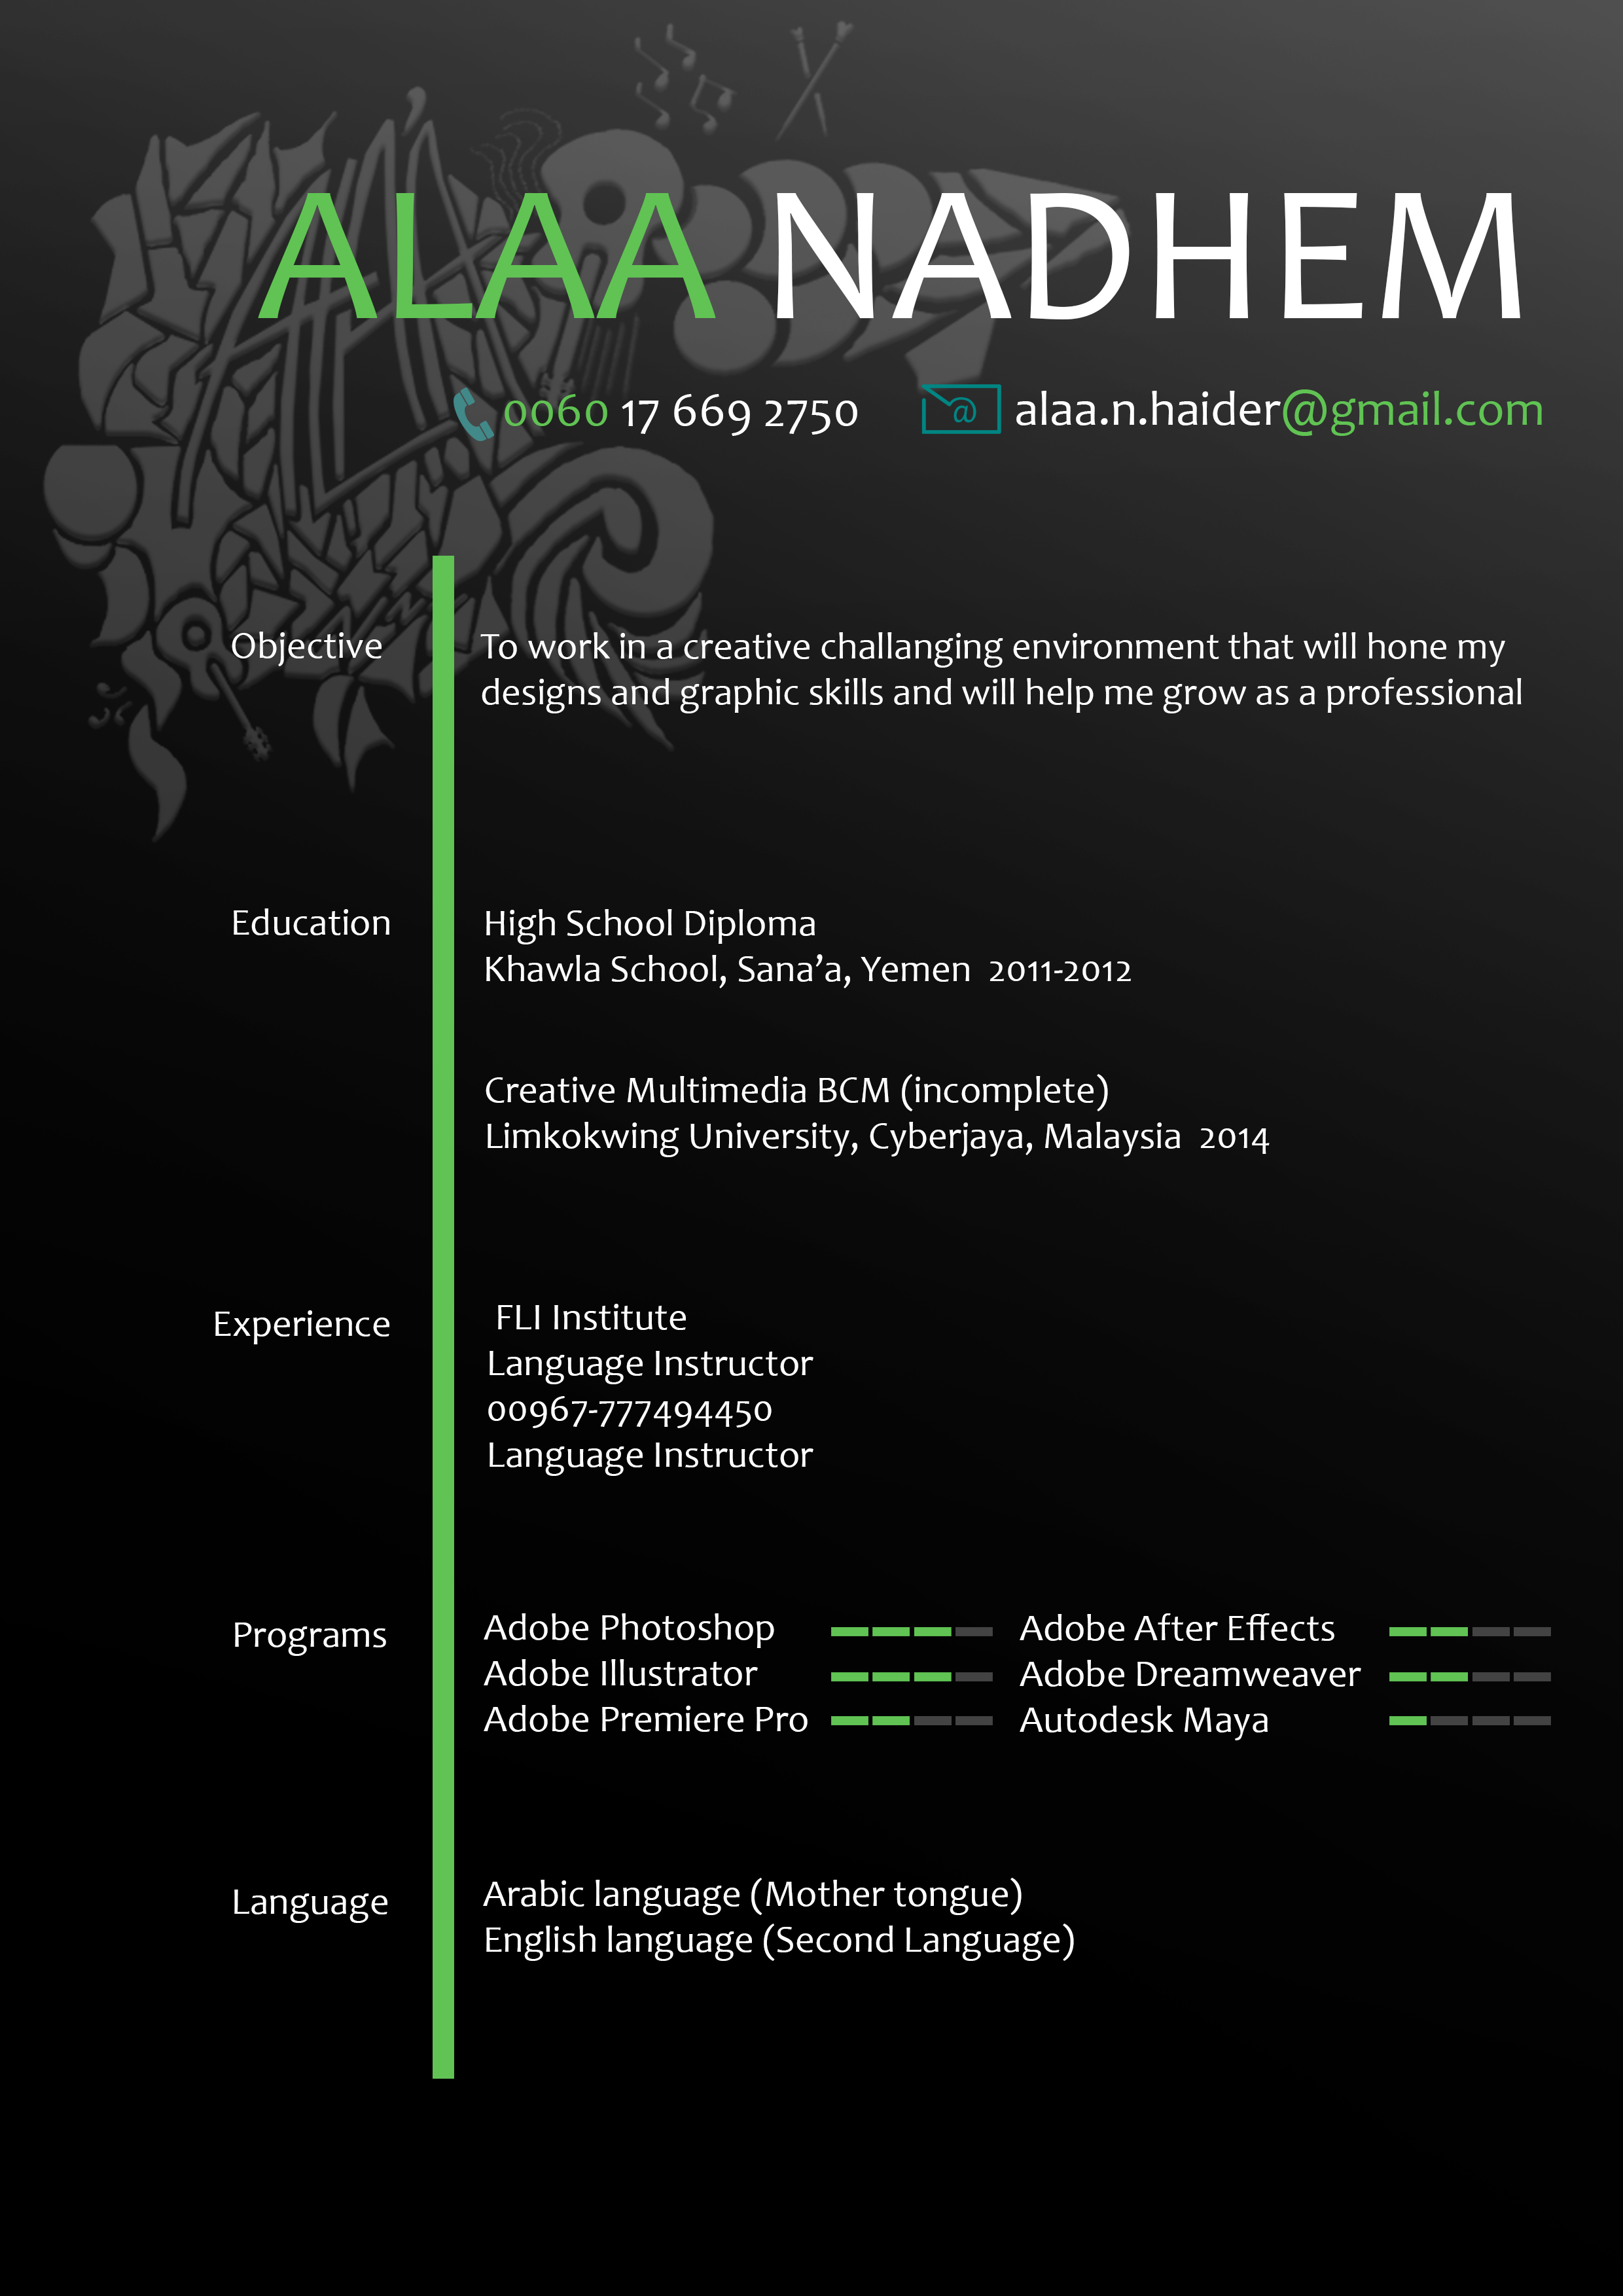 ALAA NADHEM
0060 17 669 2750 alaa.n.haider@gmail.com
Objective
To work in a creative challanging environment that will hone my
designs and graphic skills and will help me grow as a professional
Education
High School Diploma
Khawla School, Sana’a, Yemen 2011-2012
Creative Multimedia BCM (incomplete)
Limkokwing University, Cyberjaya, Malaysia 2014
Experience
FLI Institute
Language Instructor
00967-777494450
Language Instructor
Programs
Adobe Photoshop Adobe After Effects
Adobe Illustrator Adobe Dreamweaver
Adobe Premiere Pro Autodesk Maya
Language
Arabic language (Mother tongue)
English language (Second Language)